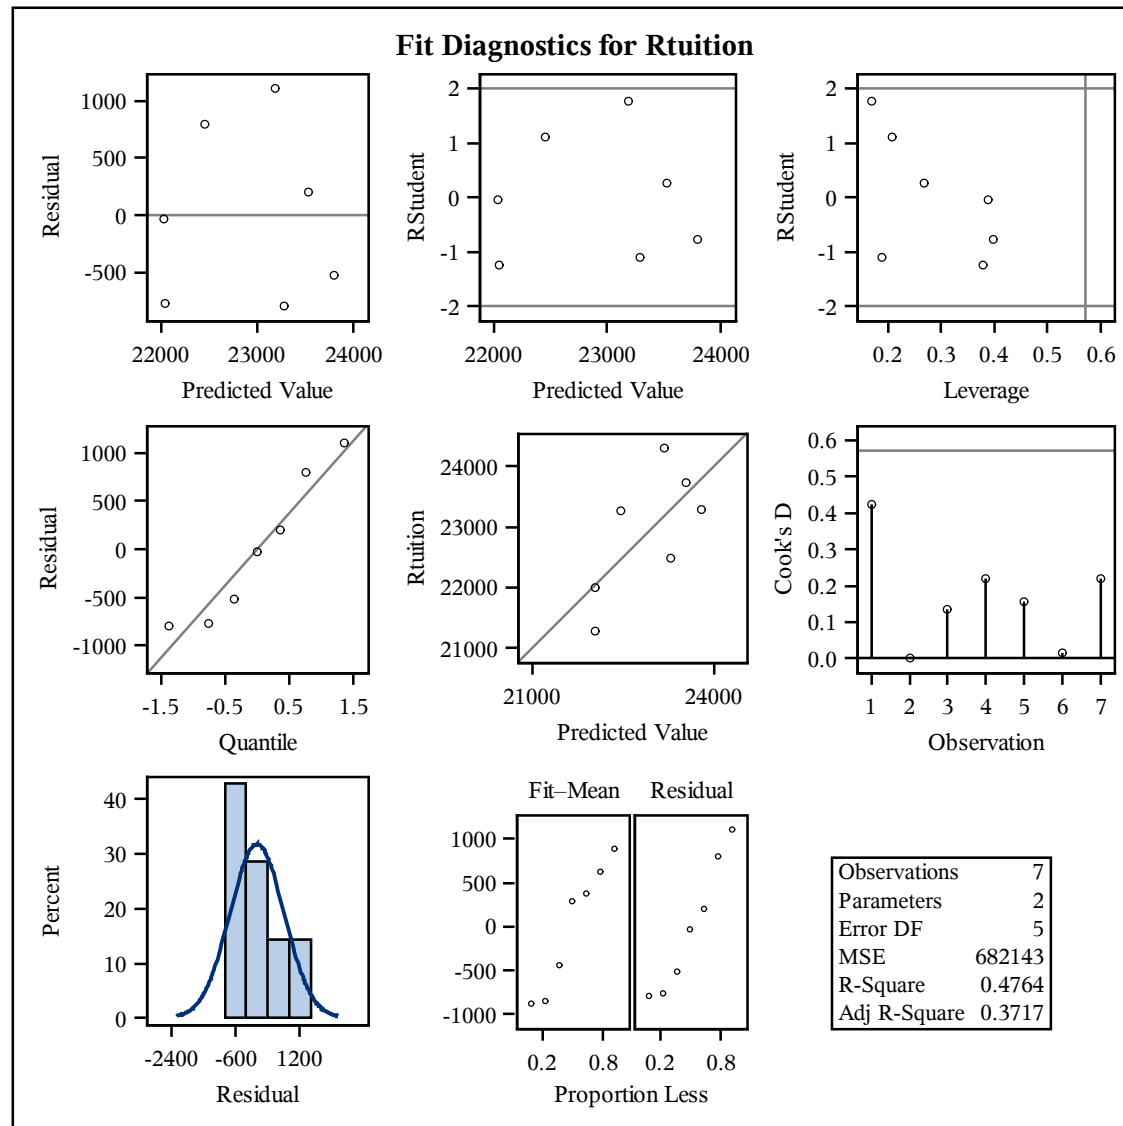 Fit Diagnostics for Rtuition
1000
500
0
-500
Residual
22000 23000 24000
Predicted Value
2
1
0
-1
-2
RStudent
22000 23000 24000
Predicted Value
2
1
0
-1
-2
RStudent
0.2 0.3 0.4 0.5 0.6
Leverage
1000
500
0
-500
-1000
Residual
-1.5 -0.5 0.5 1.5
Quantile
24000
23000
22000
21000
Rtuition
21000 24000
Predicted Value
0.6
0.5
0.4
0.3
0.2
0.1
0.0
Cook's D
1 2 3 4 5 6 7
Observation
40
30
20
10
0
Percent
-2400 -600 1200
Residual
Fit–Mean Residual
1000
500
0
-500
-1000
0.2 0.8 0.2 0.8
Proportion Less
Observations 7
Parameters 2
Error DF 5
MSE 682143
R-Square 0.4764
Adj R-Square 0.3717